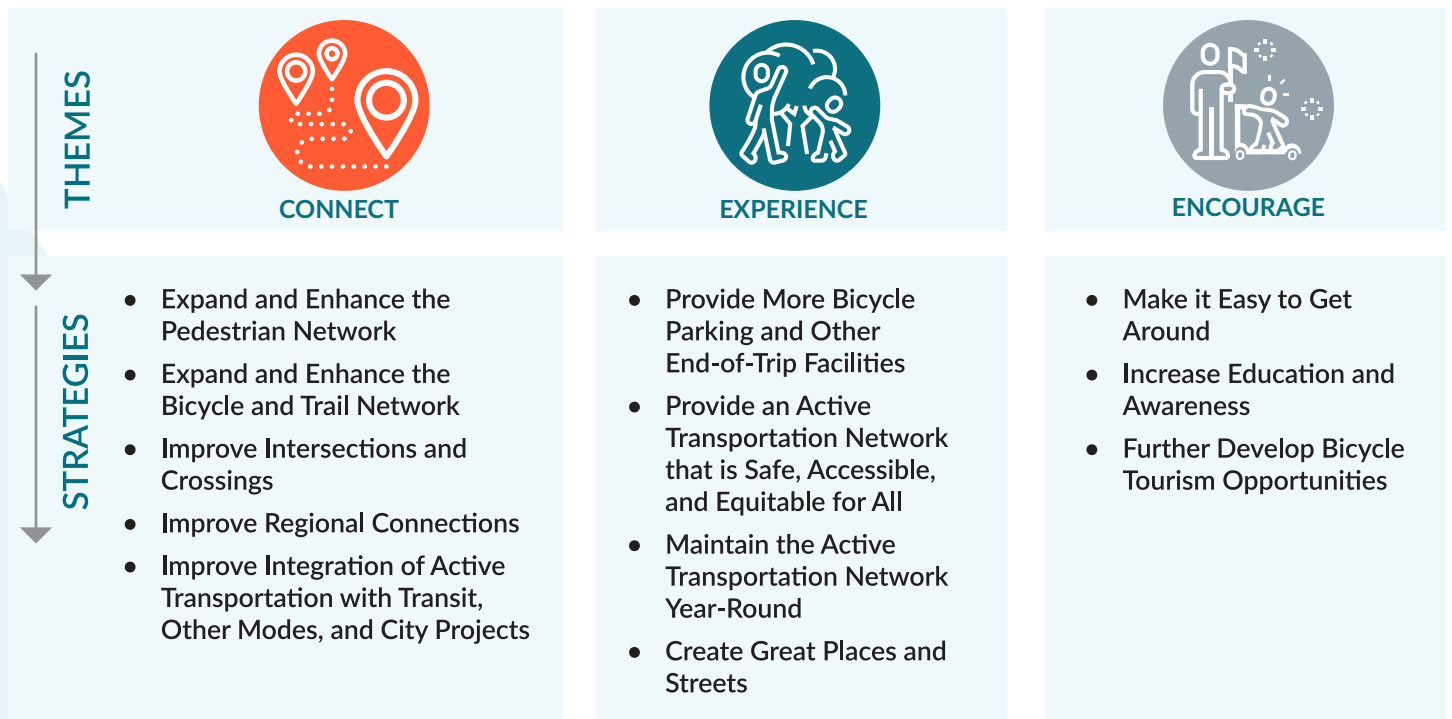 THEMES
CONNECT
EXPERIENCE
ENCOURAGE
STRATEGIES
• Expand and Enhance the
Pedestrian Network
• Expand and Enhance the
Bicycle and Trail Network
• Improve Intersections and
Crossings
• Improve Regional Connections
• Improve Integration of Active
Transportation with Transit,
Other Modes, and City Projects
• Provide More Bicycle
Parking and Other
End-of-Trip Facilities
• Provide an Active
Transportation Network
that is Safe, Accessible,
and Equitable for All
• Maintain the Active
Transportation Network
Year-Round
• Create Great Places and
Streets
• Make it Easy to Get
Around
• Increase Education and
Awareness
• Further Develop Bicycle
Tourism Opportunities